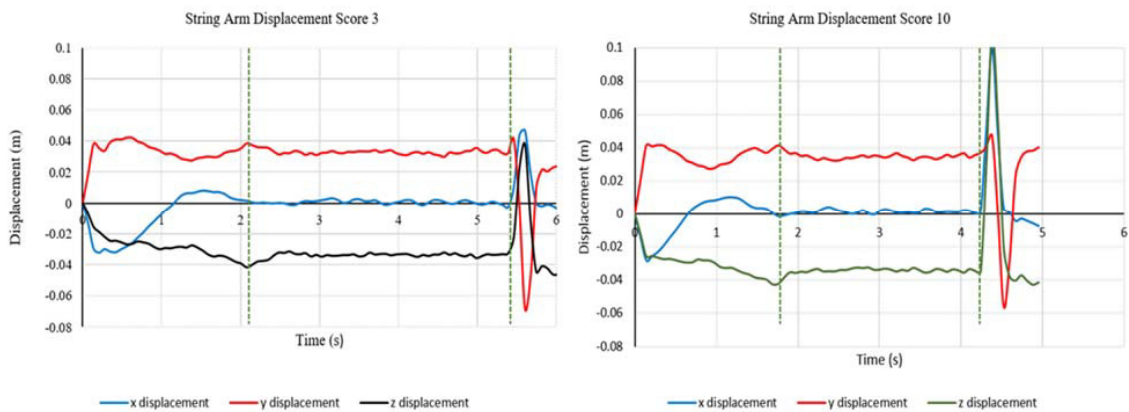 String Arm Displacement Score 3
0.1
0.08
0.06
0.04
0.02
0
-0.02
-0.04
-0.06
-0.08
Displacement (m)
0 1 2 3 4 5 6
Time (s)
x displacement y displacement z displacement
String Arm Displacement Score 10
0.1
0.08
0.06
0.04
0.02
0
-0.02
-0.04
-0.06
-0.08
Displacement (m)
0 1 2 3 4 5 6
Time (s)
x displacement y displacement z displacement